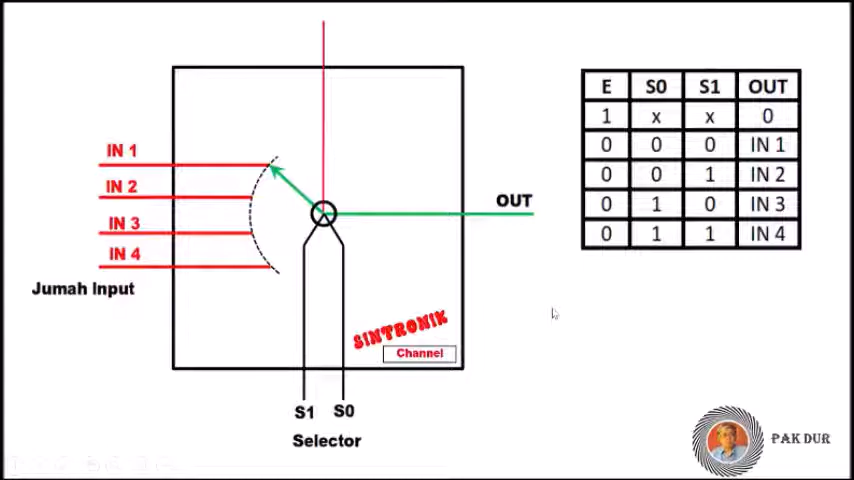 IN 1
IN 2
IN 3
IN 4
Jumah Input
OUT
SINTRONIK
Channel
S1 S0
Selector
E S0 S1 OUT
1 x x 0
0 0 0 IN 1
0 0 1 IN 2
0 1 0 IN 3
0 1 1 IN 4
PAK DUR